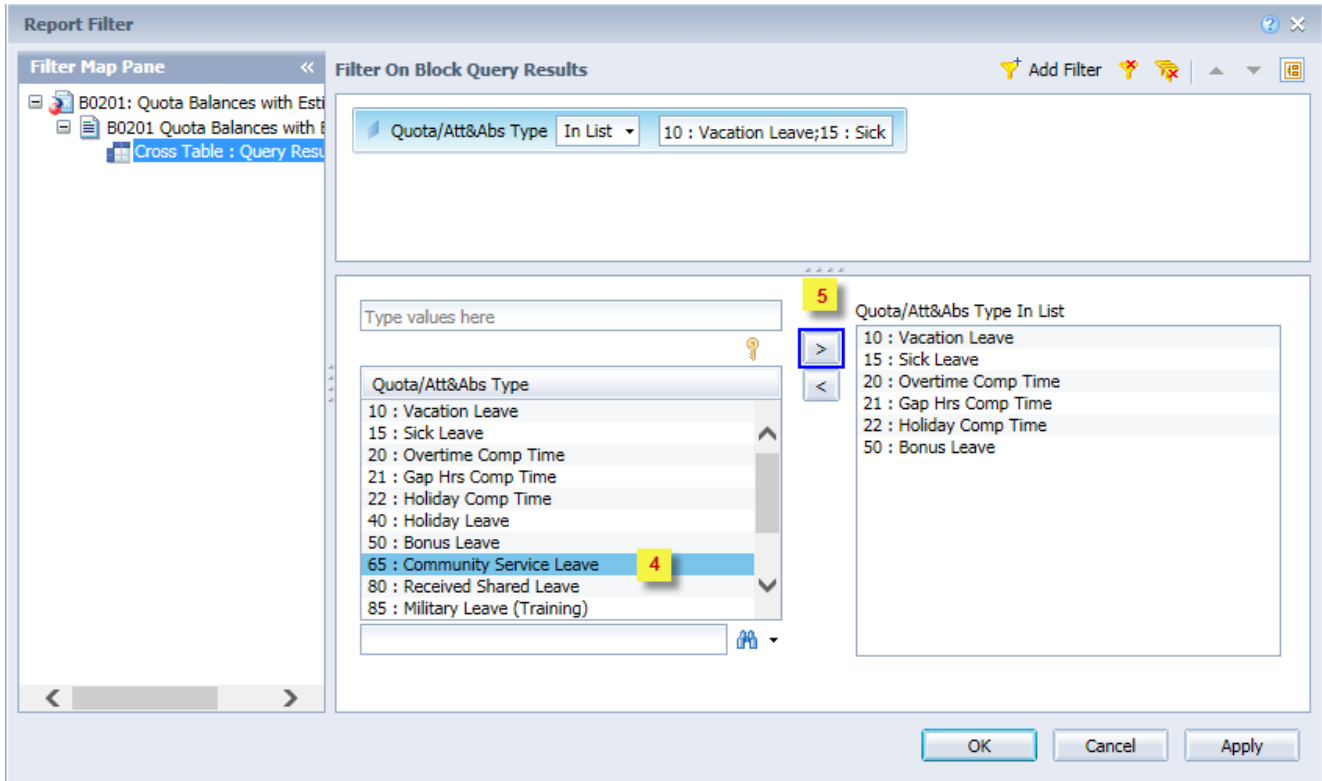 Report Filter
Filter Map Pane
B0201: Quota Balances with Esti
B0201 Quota Balances with E
Cross Table : Query Resu
Filter On Block Query Results
Add Filter
Quota/Att&Abs Type In List 10 : Vacation Leave;15 : Sick
Type values here
Quota/Att&Abs Type
10 : Vacation Leave
15 : Sick Leave
20 : Overtime Comp Time
21 : Gap Hrs Comp Time
22 : Holiday Comp Time
40 : Holiday Leave
50 : Bonus Leave
65 : Community Service Leave 4
80 : Received Shared Leave
85 : Military Leave (Training)
5
>
<
Quota/Att&Abs Type In List
10 : Vacation Leave
15 : Sick Leave
20 : Overtime Comp Time
21 : Gap Hrs Comp Time
22 : Holiday Comp Time
50 : Bonus Leave
OK Cancel Apply